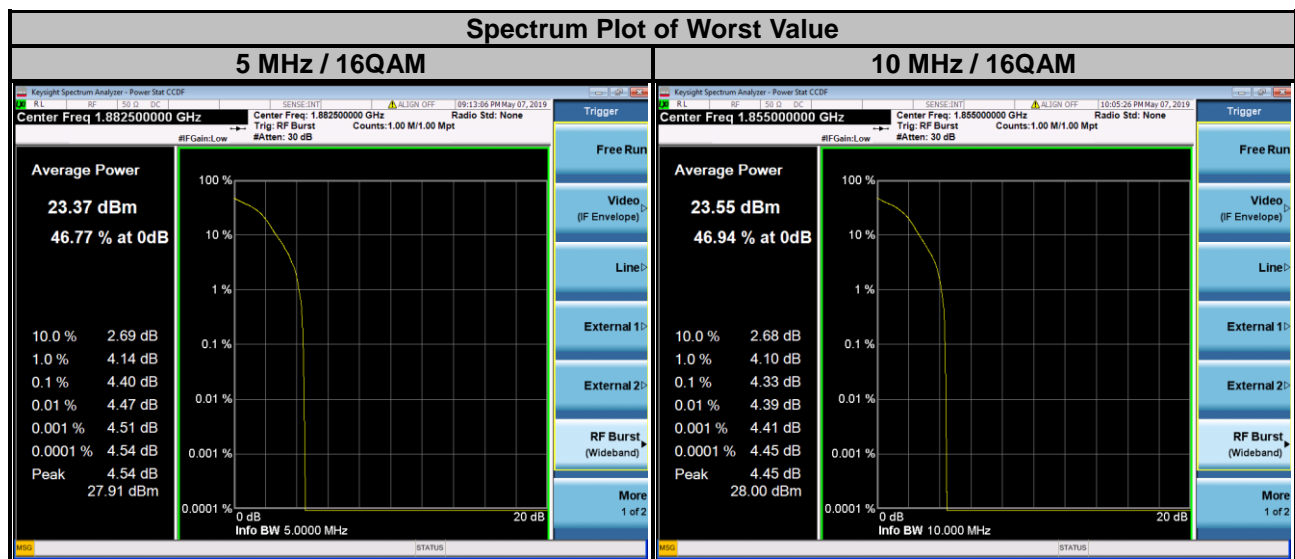 Spectrum Plot of Worst Value
5 MHz / 16QAM
10 MHz / 16QAM
Keysight Spectrum Analyzer - Power Stat CCDF
RL RF 50 Ω DC SENSE:INT ALIGN OFF 09:13:06 PM May 07, 2019
Center Freq 1.882500000 GHz
Center Freq: 1.882500000 GHz Radio Std: None
Trig: RF Burst Counts:1.00 M/1.00 Mpt
#IFGain:Low #Atten: 30 dB
Trigger
Average Power
23.37 dBm
46.77 % at 0dB
10.0 % 2.69 dB
1.0 % 4.14 dB
0.1 % 4.40 dB
0.01 % 4.47 dB
0.001 % 4.51 dB
0.0001 % 4.54 dB
Peak 4.54 dB
27.91 dBm
100 %
10 %
1 %
0.1 %
0.01 %
0.001 %
0.0001 %
0 dB 20 dB
Info BW 5.0000 MHz
Free Run
Video
(IF Envelope)
Line
External 1
External 2
RF Burst
(Wideband)
More
1 of 2
MSG STATUS
Keysight Spectrum Analyzer - Power Stat CCDF
RL RF 50 Ω DC SENSE:INT ALIGN OFF 10:05:26 PM May 07, 2019
Center Freq 1.855000000 GHz
Center Freq: 1.855000000 GHz Radio Std: None
Trig: RF Burst Counts:1.00 M/1.00 Mpt
#IFGain:Low #Atten: 30 dB
Trigger
Average Power
23.55 dBm
46.94 % at 0dB
10.0 % 2.68 dB
1.0 % 4.10 dB
0.1 % 4.33 dB
0.01 % 4.39 dB
0.001 % 4.41 dB
0.0001 % 4.45 dB
Peak 4.45 dB
28.00 dBm
100 %
10 %
1 %
0.1 %
0.01 %
0.001 %
0.0001 %
0 dB 20 dB
Info BW 10.000 MHz
Free Run
Video
(IF Envelope)
Line
External 1
External 2
RF Burst
(Wideband)
More
1 of 2
MSG STATUS